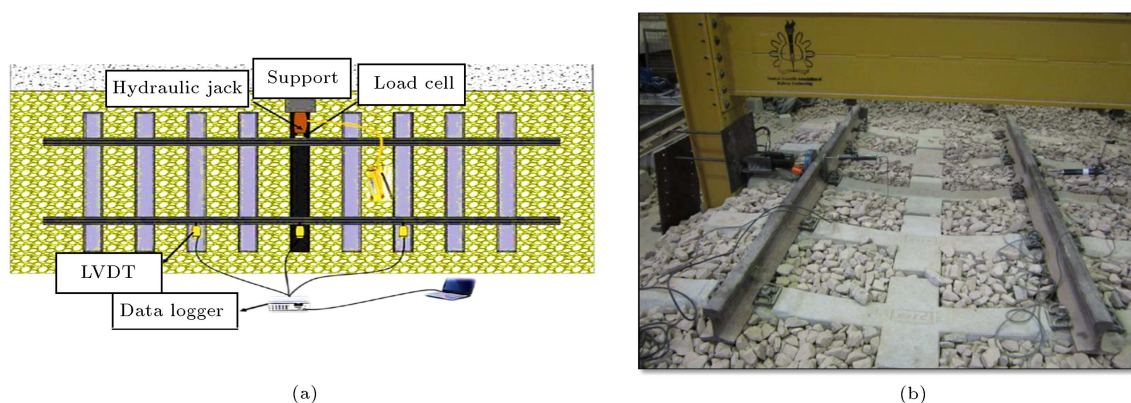 Support
Hydraulic jack
Load cell
LVDT
Data logger
(a)
(b)